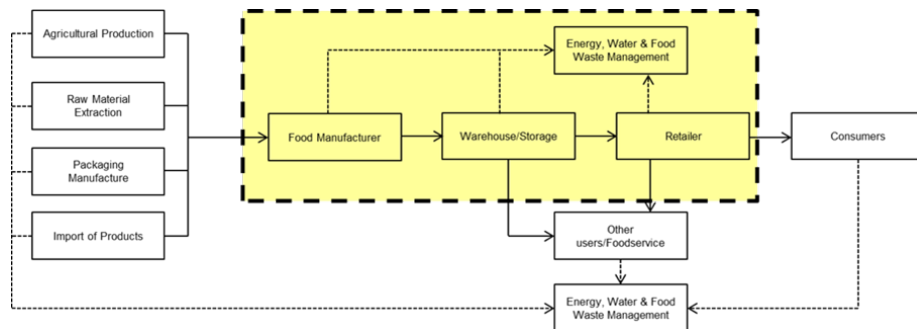 Agricultural Production
Raw Material
Extraction
Packaging
Manufacture
Import of Products
Food Manufacturer
Warehouse/Storage
Energy, Water & Food
Waste Management
Retailer
Consumers
Other
users/Foodservice
Energy, Water & Food
Waste Management